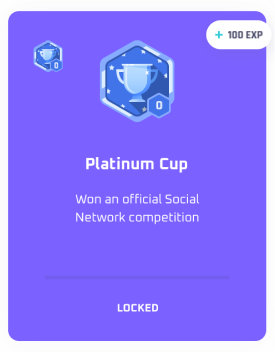 + 100 EXP
0
0
Platinum Cup
Won an official Social
Network competition
LOCKED